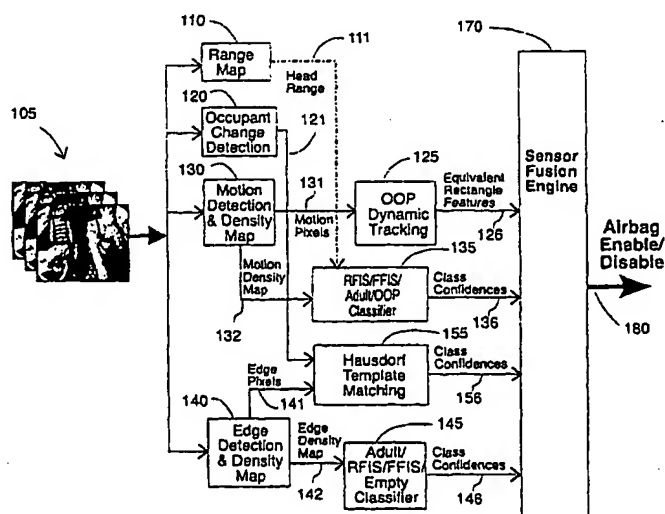 110
Range
Map
111
Head
Range
170
105
120
Occupant
Change
Detection
121
130
Motion
Detection
& Density
Map
131
Motion
Pixels
125
OOP
Dynamic
Tracking
Equivalent
Rectangle
Features
126
Sensor
Fusion
Engine
Airbag
Enable/
Disable
180
Motion
Density
Map
132
135
RFIS/FFIS/
Adult/OOP
Classifier
Class
Confidences
136
155
Hausdorf
Template
Matching
Class
Confidences
156
Edge
Pixels
141
140
Edge
Detection
& Density
Map
Edge
Density
Map
142
145
Adult/
RFIS/FFIS/
Empty
Classifier
Class
Confidences
146